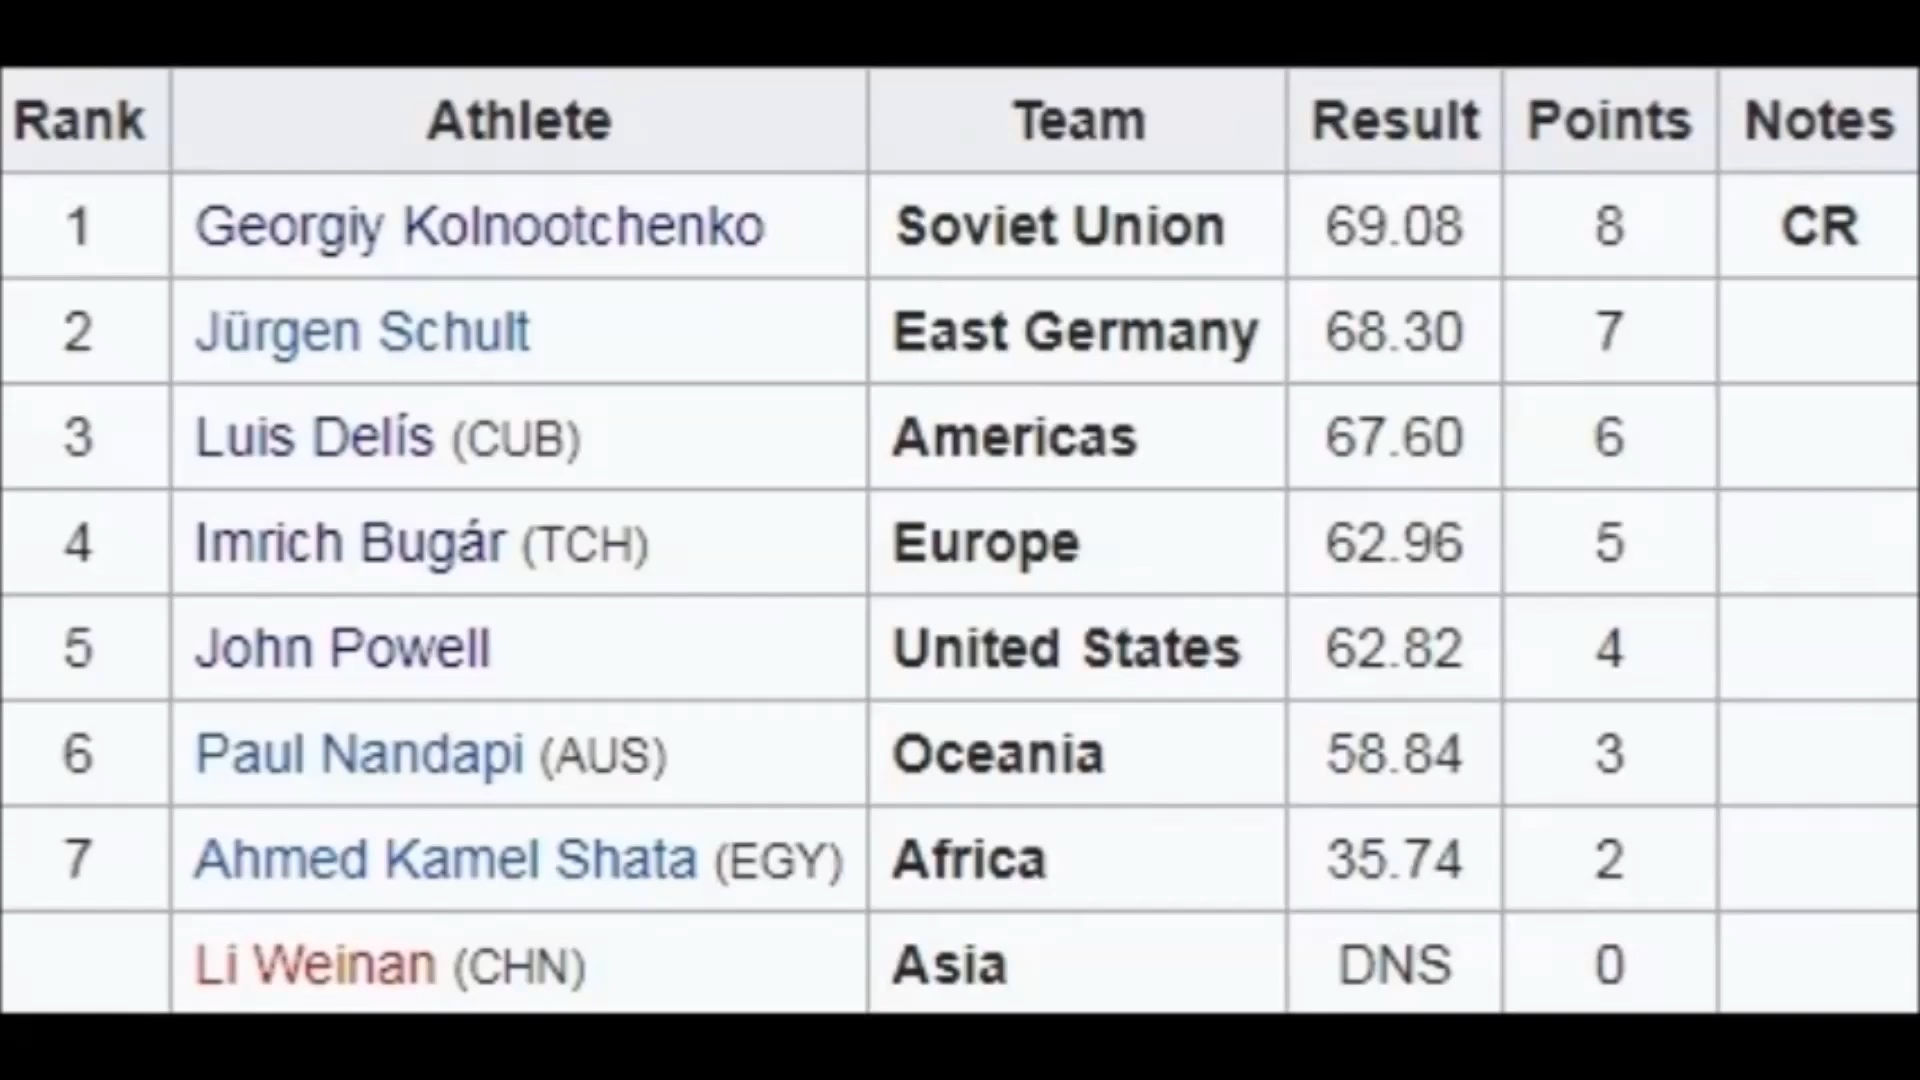 Rank Athlete Team Result Points Notes
1 Georgiy Kolnootchenko Soviet Union 69.08 8 CR
2 Jürgen Schult East Germany 68.30 7
3 Luis Delís (CUB) Americas 67.60 6
4 Imrich Bugár (TCH) Europe 62.96 5
5 John Powell United States 62.82 4
6 Paul Nandapi (AUS) Oceania 58.84 3
7 Ahmed Kamel Shata (EGY) Africa 35.74 2
Li Weinan (CHN) Asia DNS 0